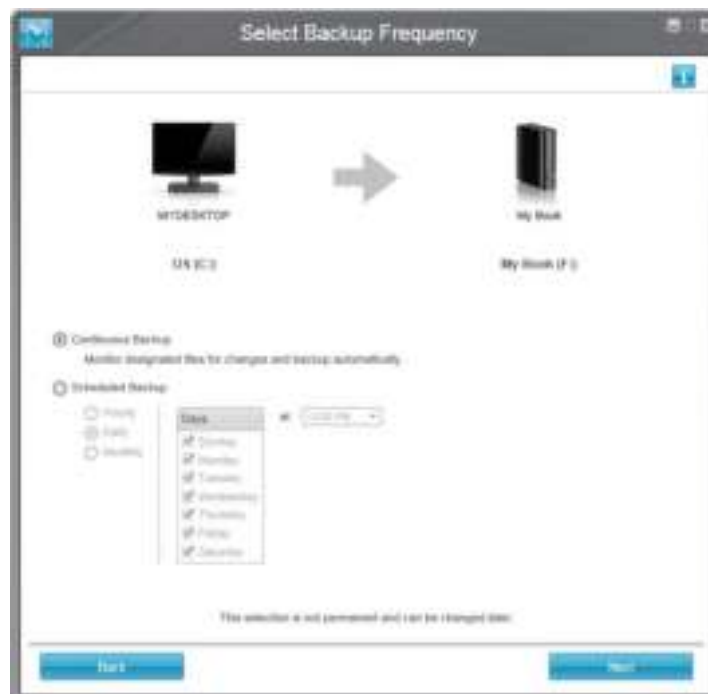 Select Backup Frequency
MYDESKTOP
My Book
OS (C:)
My Book (F:)
Continuous Backup
Monitor designated files for changes and backup automatically
Scheduled Backup
Hourly
Daily
Monthly
Days
at
Sunday
Monday
Tuesday
Wednesday
Thursday
Friday
Saturday
This selection is not permanent and can be changed later.
Back
Next